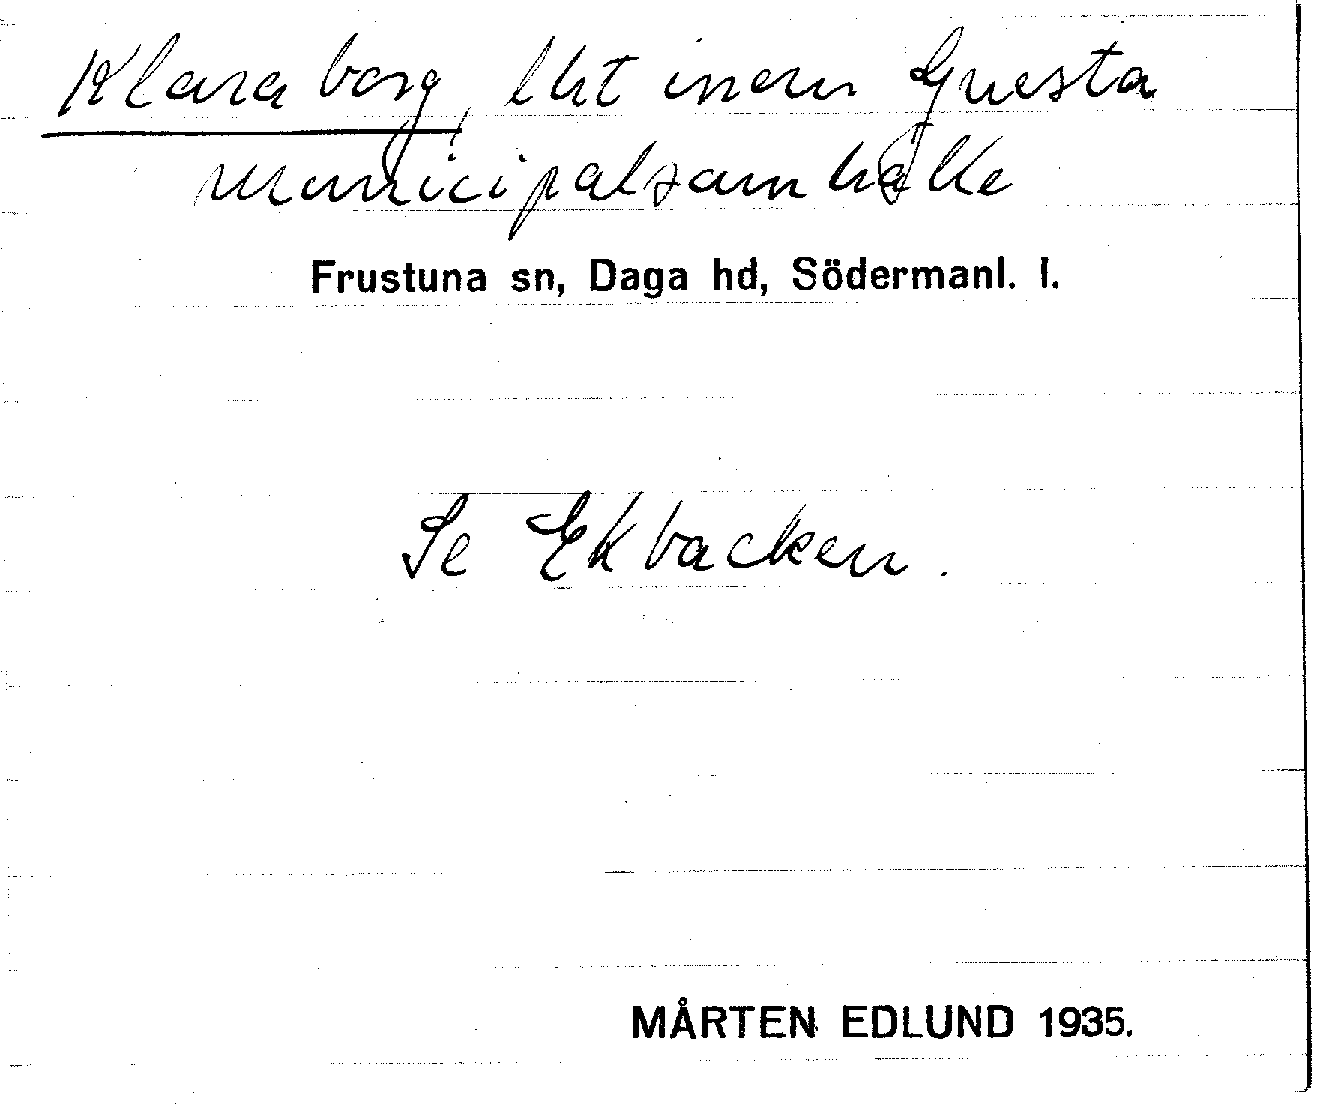 Klaraborg, lht inom Gnesta
municipalsamhälle
Frustuna sn, Daga hd, Södermanl. l.
Se Ekbacken.
MÅRTEN EDLUND 1935.